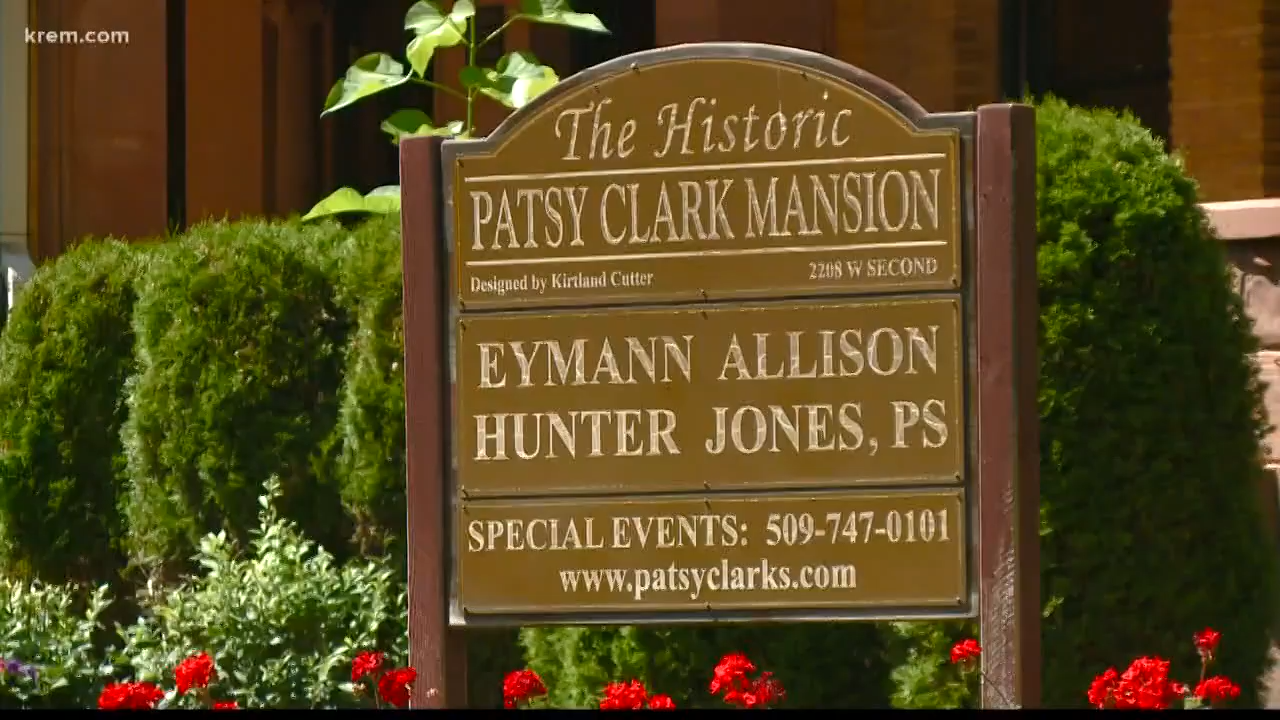 krem.com
The Historic
PATSY CLARK MANSION
Designed by Kirtland Cutter
2208 W SECOND
EYMANN ALLISON
HUNTER JONES, PS
SPECIAL EVENTS: 509-747-0101
www.patsyclarks.com